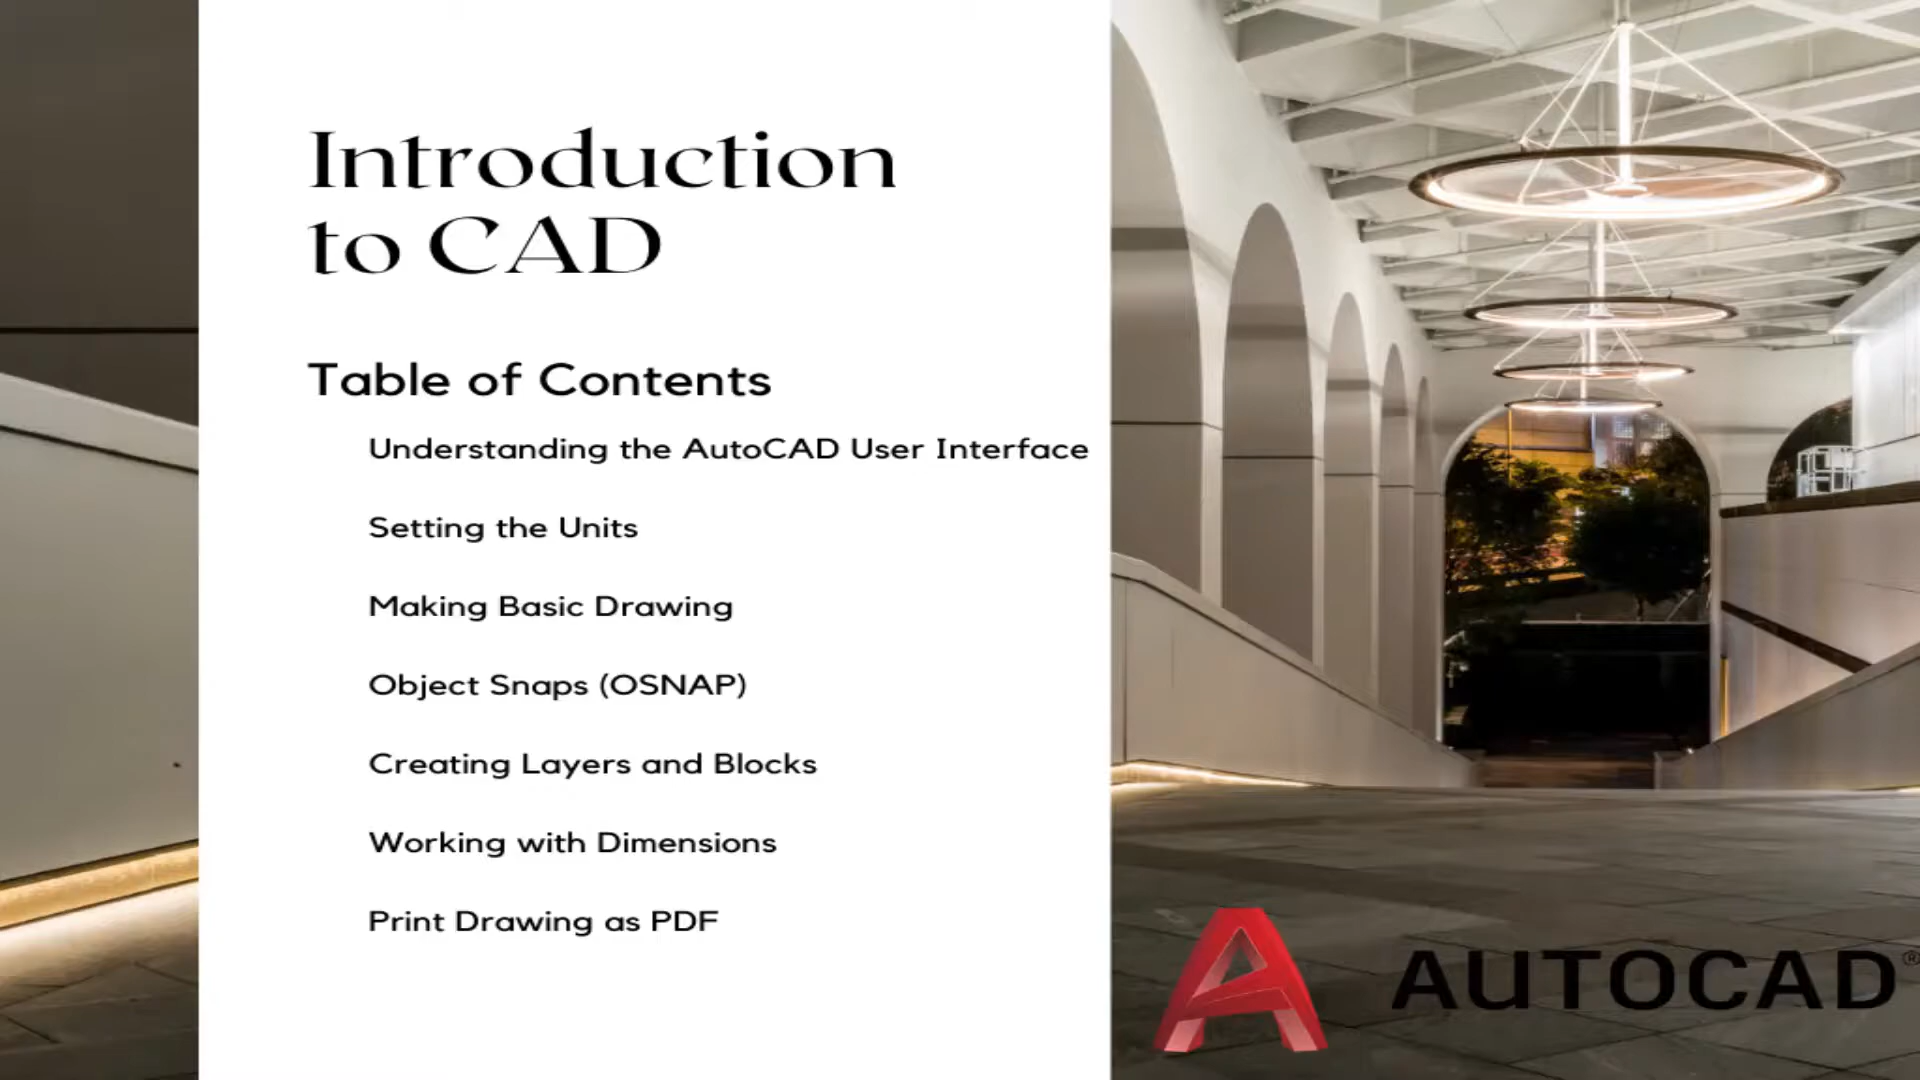 Introduction
to CAD
Table of Contents
Understanding the AutoCAD User Interface
Setting the Units
Making Basic Drawing
Object Snaps (OSNAP)
Creating Layers and Blocks
Working with Dimensions
Print Drawing as PDF
AUTOCAD®